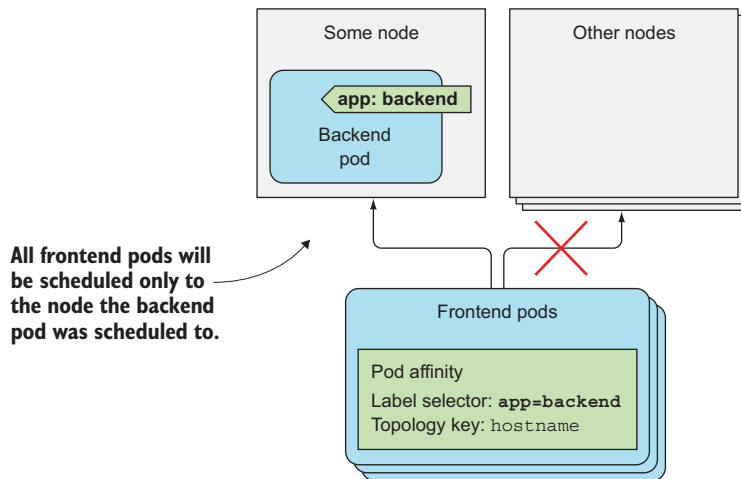 Some node
Other nodes
app: backend
Backend
pod
All frontend pods will
be scheduled only to
the node the backend
pod was scheduled to.
Frontend pods
Pod affinity
Label selector: app=backend
Topology key: hostname